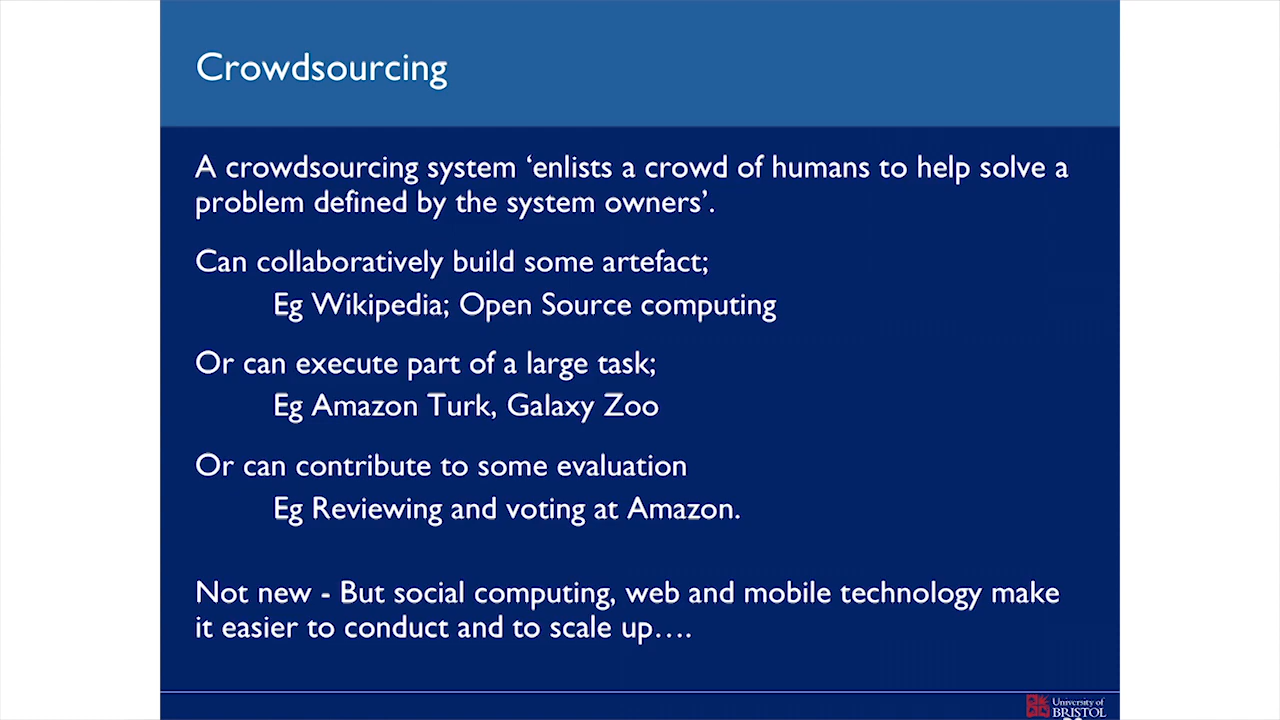 Crowdsourcing
A crowdsourcing system ‘enlists a crowd of humans to help solve a
problem defined by the system owners’.
Can collaboratively build some artefact;
Eg Wikipedia; Open Source computing
Or can execute part of a large task;
Eg Amazon Turk, Galaxy Zoo
Or can contribute to some evaluation
Eg Reviewing and voting at Amazon.
Not new - But social computing, web and mobile technology make
it easier to conduct and to scale up….
University of
BRISTOL